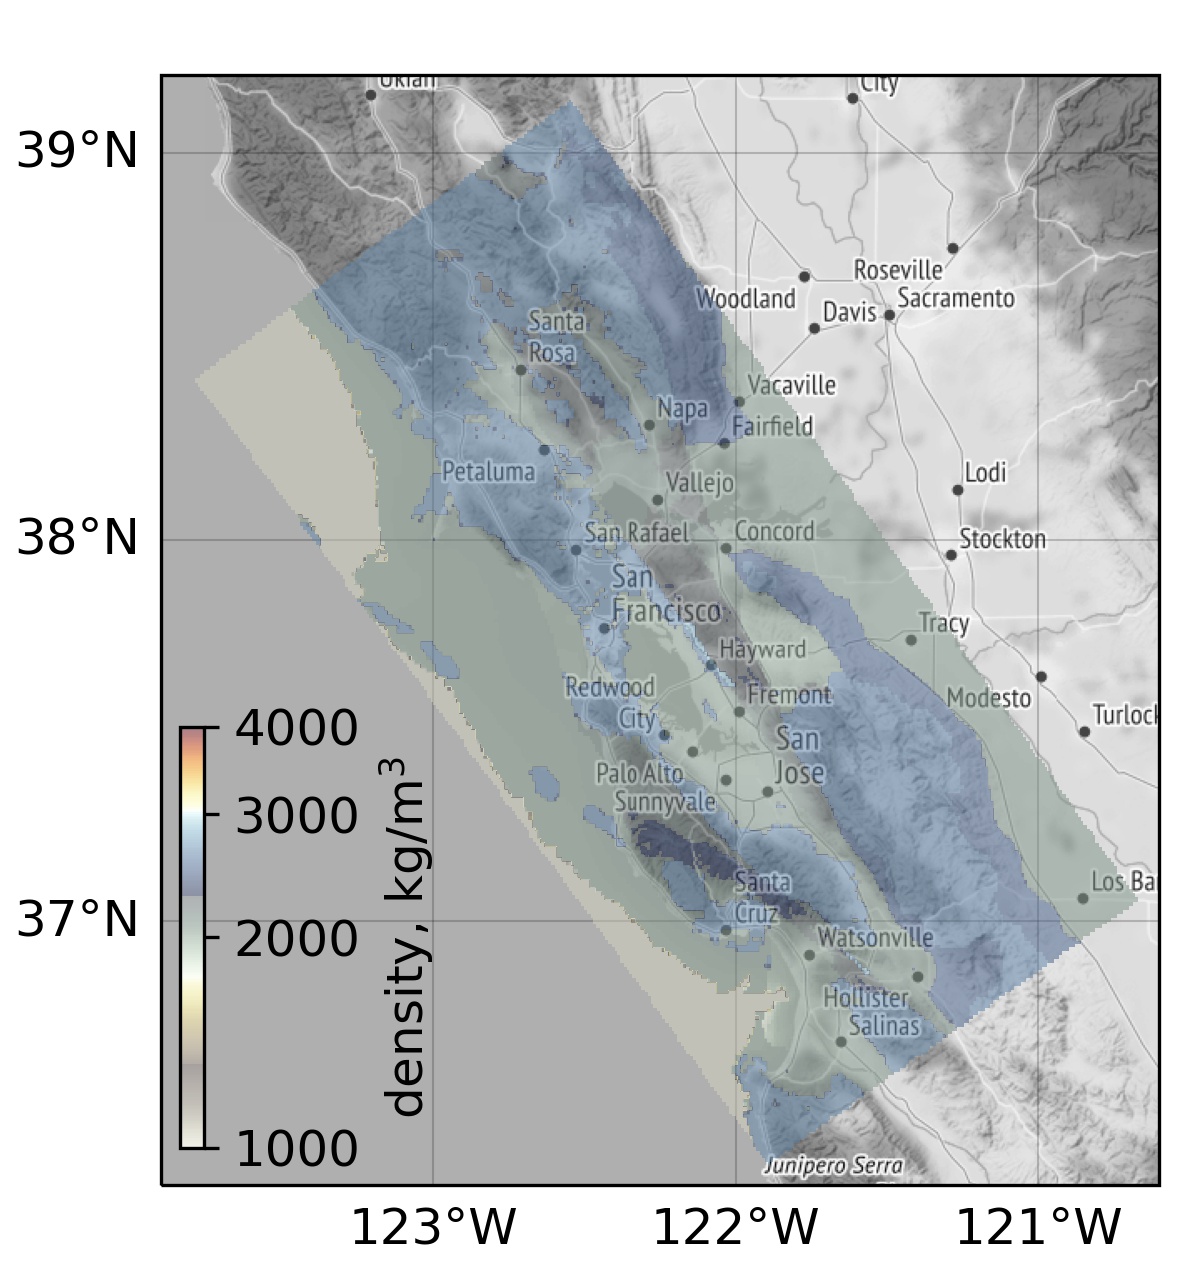 Ukiah
City
39°N
Roseville
Woodland
Sacramento
Davis
Santa
Rosa
Vacaville
Napa
Fairfield
Petaluma
Vallejo
Lodi
38°N
San Rafael
Concord
Stockton
San
Francisco
Tracy
Hayward
Redwood
City
Fremont
Modesto
Turlock
4000
San
Jose
Palo Alto
Sunnyvale
3000
density, kg/m³
Santa
Cruz
Los Ba
37°N
2000
Watsonville
Hollister
Salinas
1000
Junipero Serra
123°W
122°W
121°W